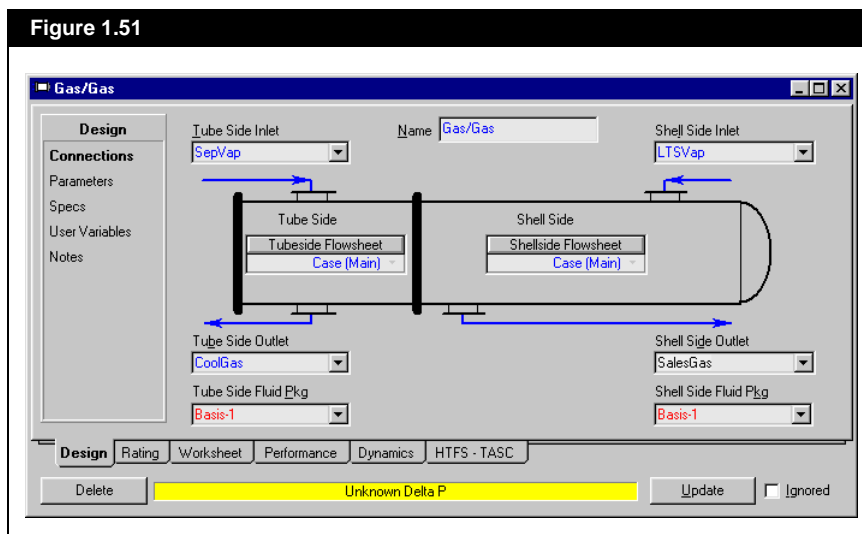 Figure 1.51
Gas/Gas
Design
Connections
Parameters
Specs
User Variables
Notes
Tube Side Inlet
SepVap
Name Gas/Gas
Shell Side Inlet
LTSVap
Tube Side
Tubeside Flowsheet
Case (Main)
Shell Side
Shellside Flowsheet
Case (Main)
Tube Side Outlet
CoolGas
Shell Side Outlet
SalesGas
Tube Side Fluid Pkg
Basis-1
Shell Side Fluid Pkg
Basis-1
Design Rating Worksheet Performance Dynamics HTFS - TASC
Delete Unknown Delta P Update Ignored